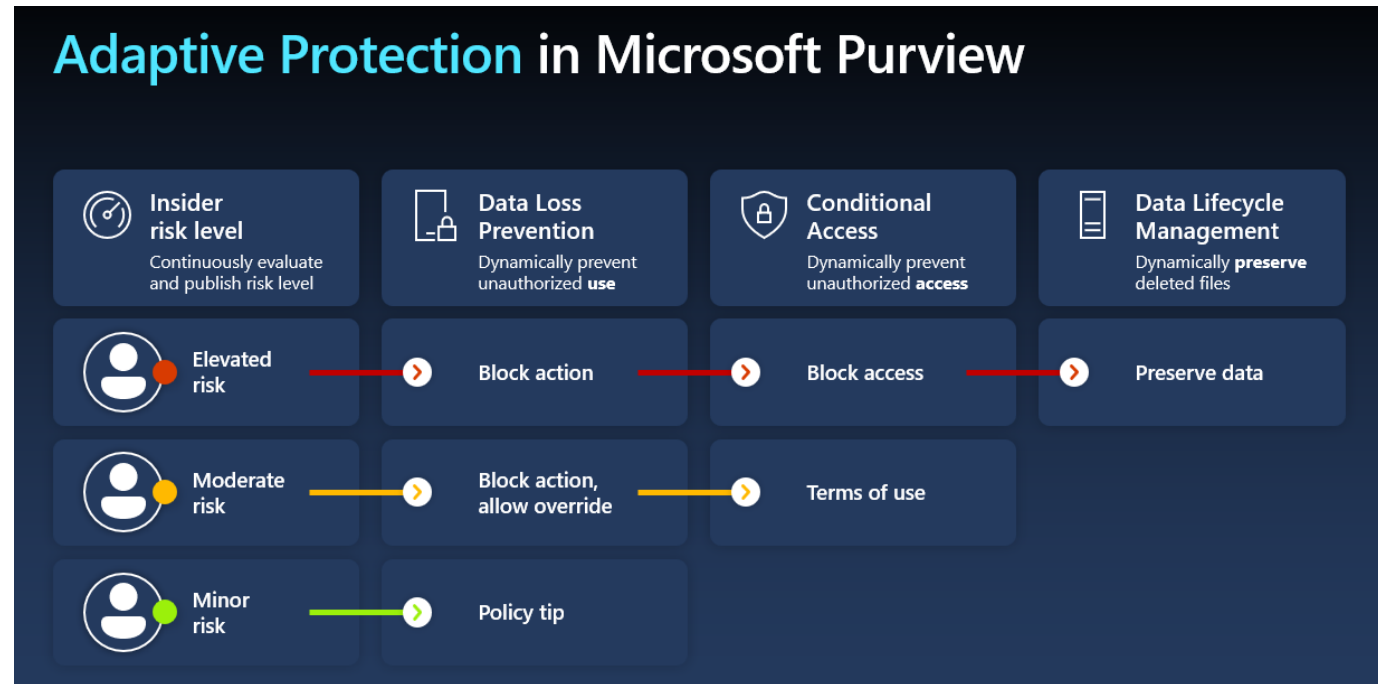 Adaptive Protection in Microsoft Purview
Insider
risk level
Continuously evaluate
and publish risk level
Data Loss
Prevention
Dynamically prevent
unauthorized use
Conditional
Access
Dynamically prevent
unauthorized access
Data Lifecycle
Management
Dynamically preserve
deleted files
Elevated
risk
Block action
Block access
Preserve data
Moderate
risk
Block action,
allow override
Terms of use
Minor
risk
Policy tip